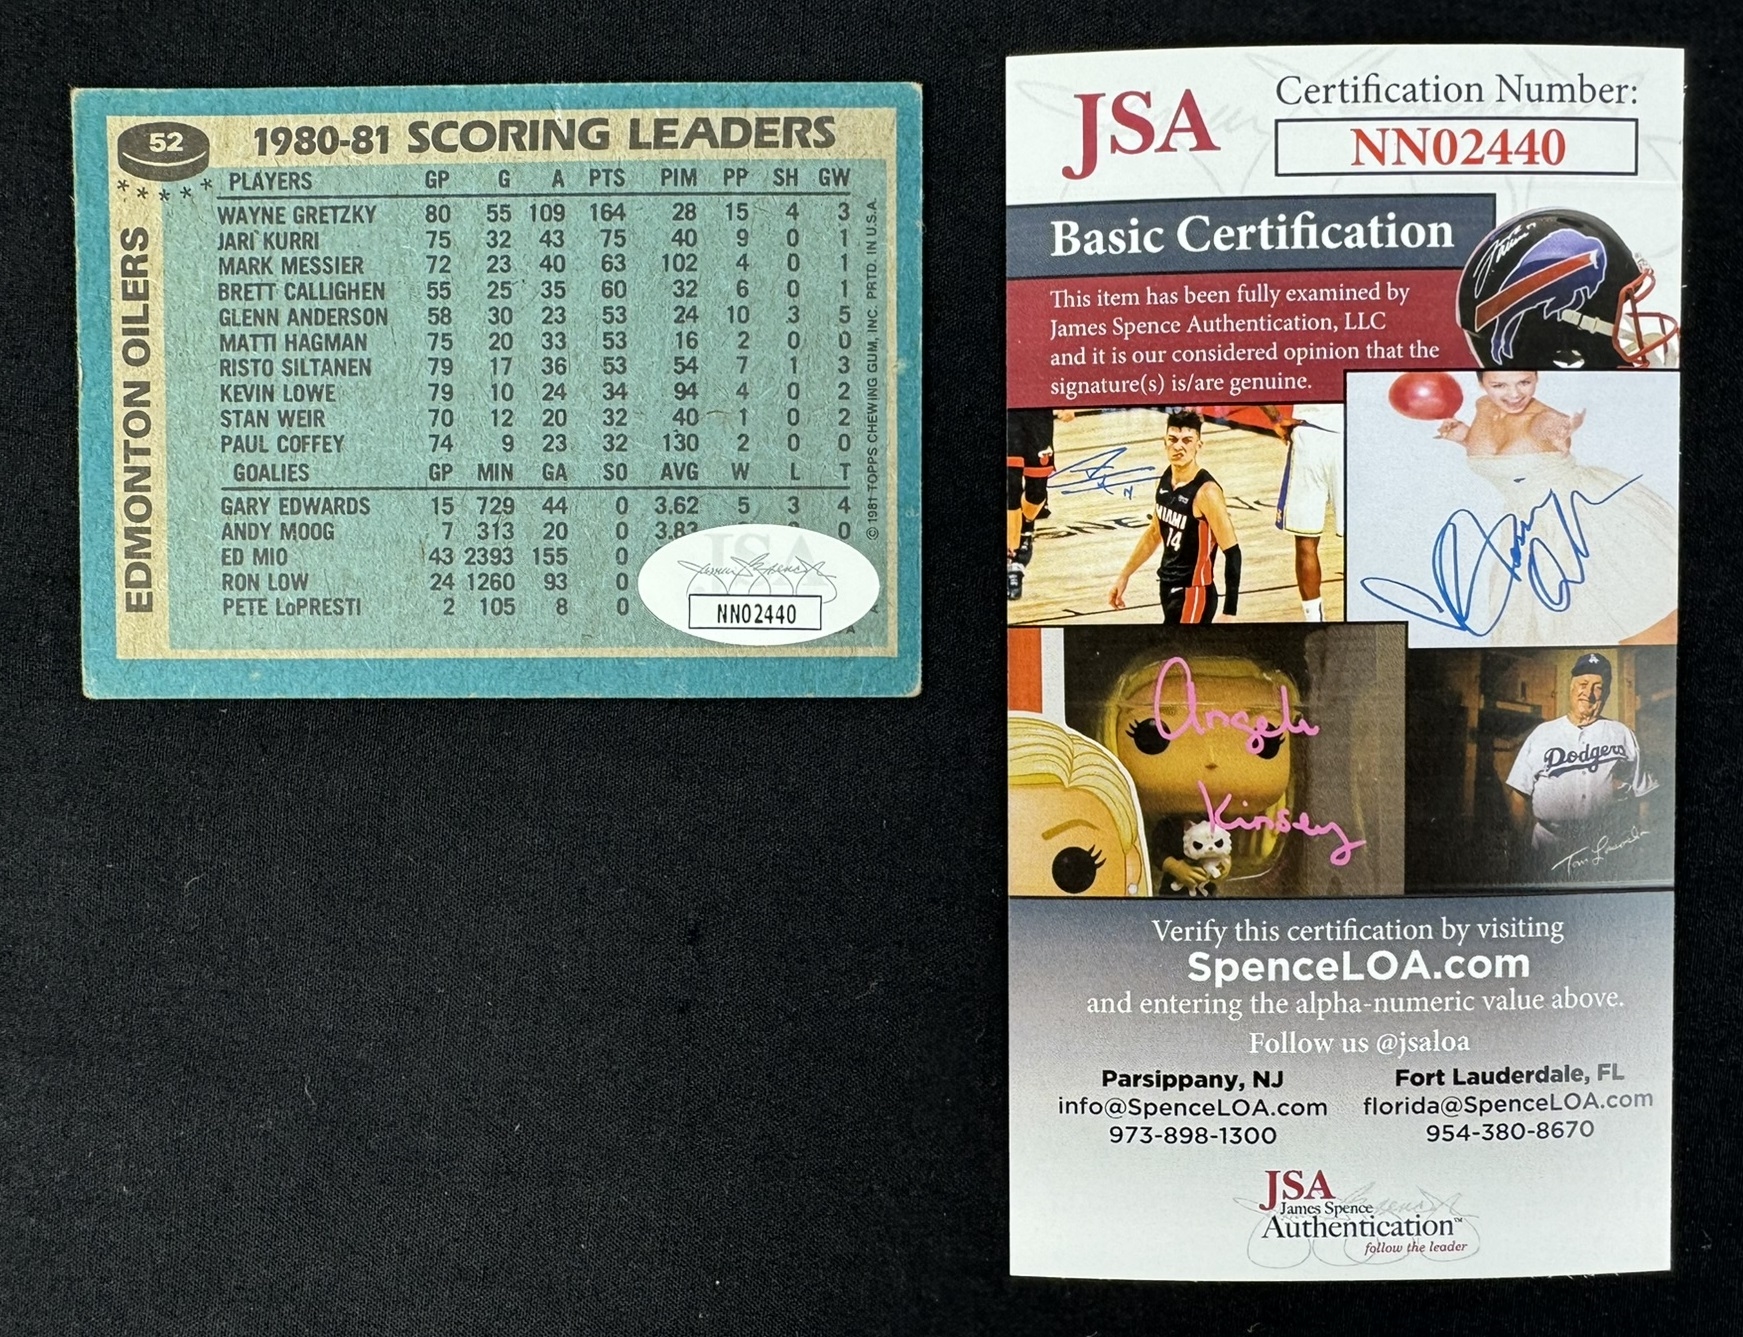 52
1980-81 SCORING LEADERS
EDMONTON OILERS
PLAYERS GP G A PTS PIM PP SH GW
WAYNE GRETZKY 80 55 109 164 28 15 4 3
JARI KURRI 75 32 43 75 40 9 0 1
MARK MESSIER 72 23 40 63 102 4 0 1
BRETT CALLIGHEN 55 25 35 60 32 6 0 1
GLENN ANDERSON 58 30 23 53 24 10 3 5
MATTI HAGMAN 75 20 33 53 16 2 0 0
RISTO SILTANEN 79 17 36 53 54 7 1 3
KEVIN LOWE 79 10 24 34 94 4 0 2
STAN WEIR 70 12 20 32 40 1 0 2
PAUL COFFEY 74 9 23 32 130 2 0 0
GOALIES GP MIN GA SO AVG W L T
GARY EDWARDS 15 729 44 0 3.62 5 3 4
ANDY MOOG 7 313 20 0 3.83 0
ED MIO 43 2393 155 0
RON LOW 24 1260 93 0
PETE LoPRESTI 2 105 8 0
© 1981 TOPPS CHEWING GUM, INC. PRTD. IN U.S.A.
JSA
NN02440
JSA
Certification Number:
NN02440
Basic Certification
This item has been fully examined by
James Spence Authentication, LLC
and it is our considered opinion that the
signature(s) is/are genuine.
MIAMI
14
Angela
Kinsey
Dodgers
Verify this certification by visiting
SpenceLOA.com
and entering the alpha-numeric value above.
Follow us @jsaloa
Parsippany, NJ
info@SpenceLOA.com
973-898-1300
Fort Lauderdale, FL
florida@SpenceLOA.com
954-380-8670
JSA
James Spence
Authentication™
follow the leader